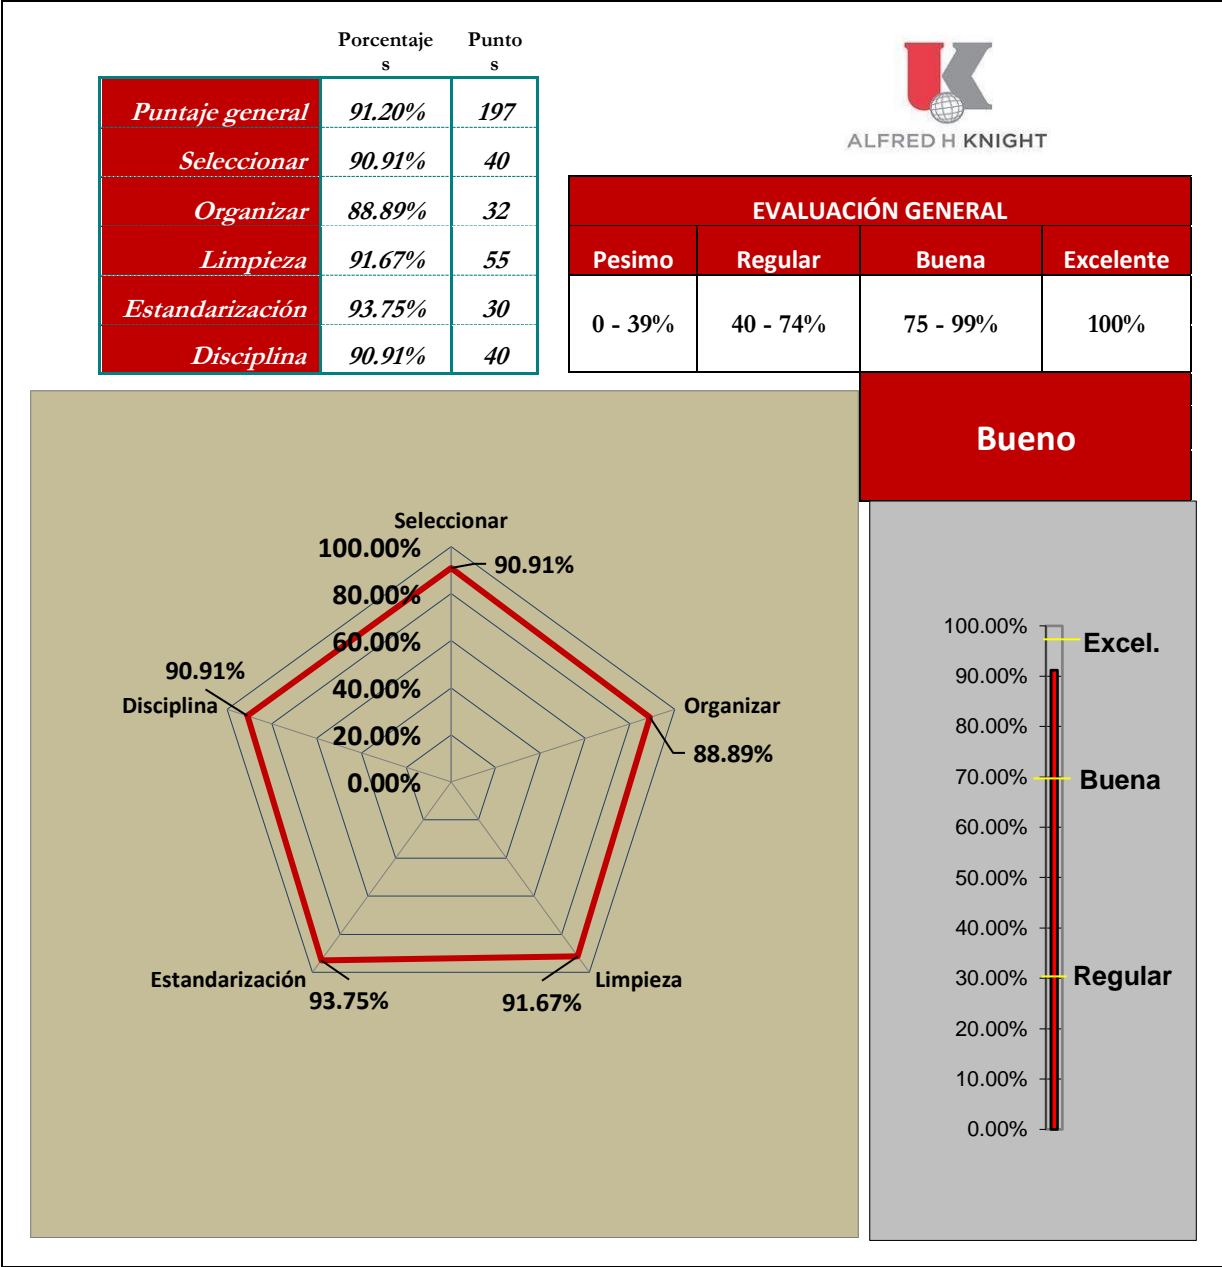 Porcentaje
s
Punto
s
Puntaje general 91.20% 197
Seleccionar 90.91% 40
Organizar 88.89% 32
Limpieza 91.67% 55
Estandarización 93.75% 30
Disciplina 90.91% 40
ALFRED H KNIGHT
EVALUACIÓN GENERAL
Pesimo Regular Buena Excelente
0 - 39% 40 - 74% 75 - 99% 100%
Bueno
Seleccionar
100.00%
90.91%
80.00%
60.00%
90.91%
40.00%
Disciplina
Organizar
20.00%
88.89%
0.00%
Estandarización
Limpieza
93.75%
91.67%
100.00%
Excel.
90.00%
80.00%
70.00%
Buena
60.00%
50.00%
40.00%
30.00%
Regular
20.00%
10.00%
0.00%